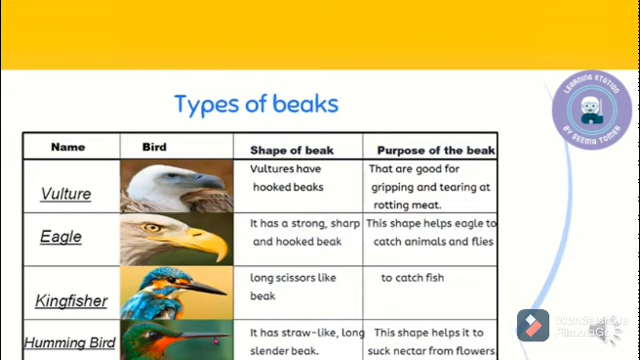 Types of beaks
LEARNING STATION
BY SEEMA TOMER
Name Bird Shape of beak Purpose of the beak
Vulture
Vultures have
hooked beaks
That are good for
gripping and tearing at
rotting meat.
Eagle
It has a strong, sharp
and hooked beak
This shape helps eagle to
catch animals and flies
Kingfisher
long scissors like
beak
to catch fish
Humming Bird
It has straw-like, long
slender beak.
This shape helps it to
suck nectar from flowers
Wondershare